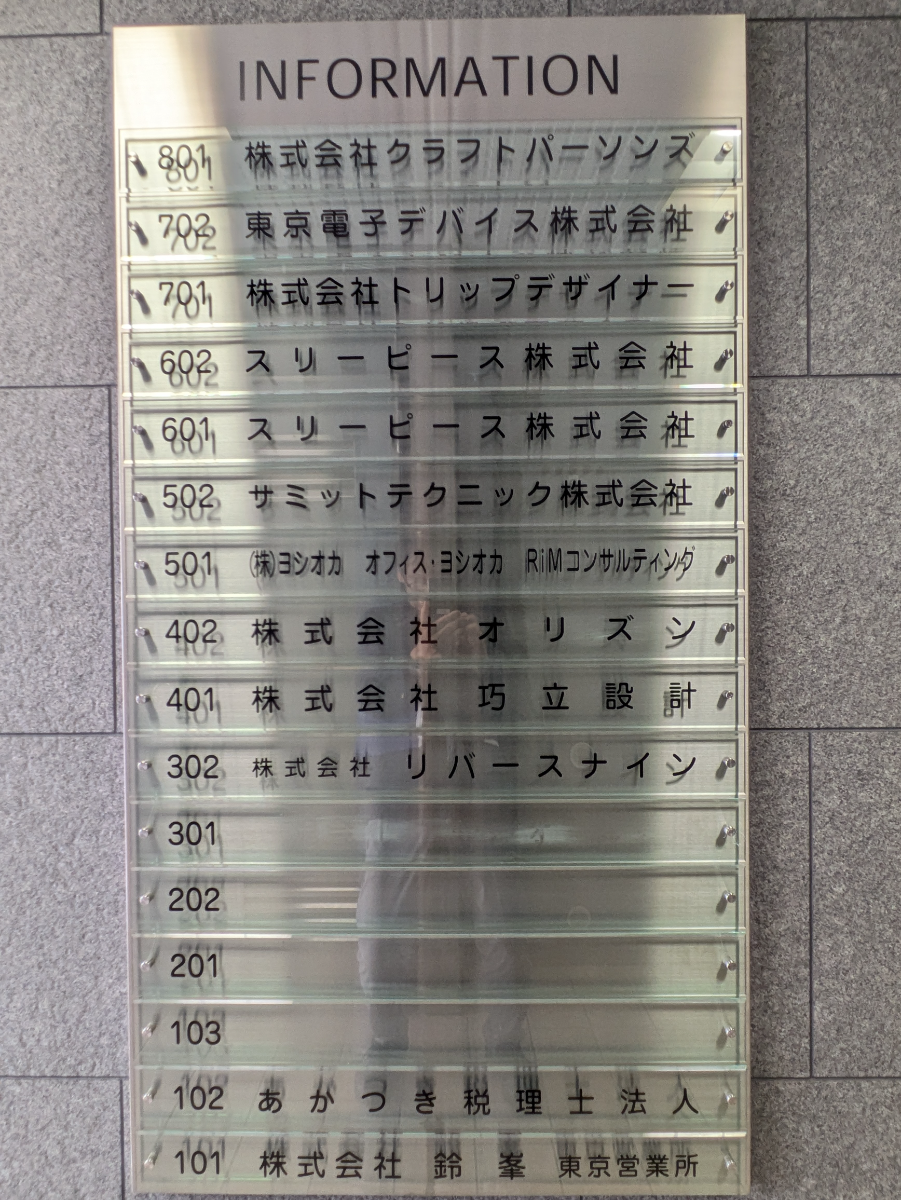 INFORMATION
801 株式会社クラフトパーソンズ
702 東京電子デバイス株式会社
701 株式会社トリップデザイナー
602 スリーピース株式会社
601 スリーピース株式会社
502 サミットテクニック株式会社
501 ㈱ヨシオカ オフィス・ヨシオカ RiMコンサルティング
402 株式会社オリズン
401 株式会社巧立設計
302 株式会社 リバースナイン
301
202
201
103
102 あかつき税理士法人
101 株式会社 鈴峯 東京営業所